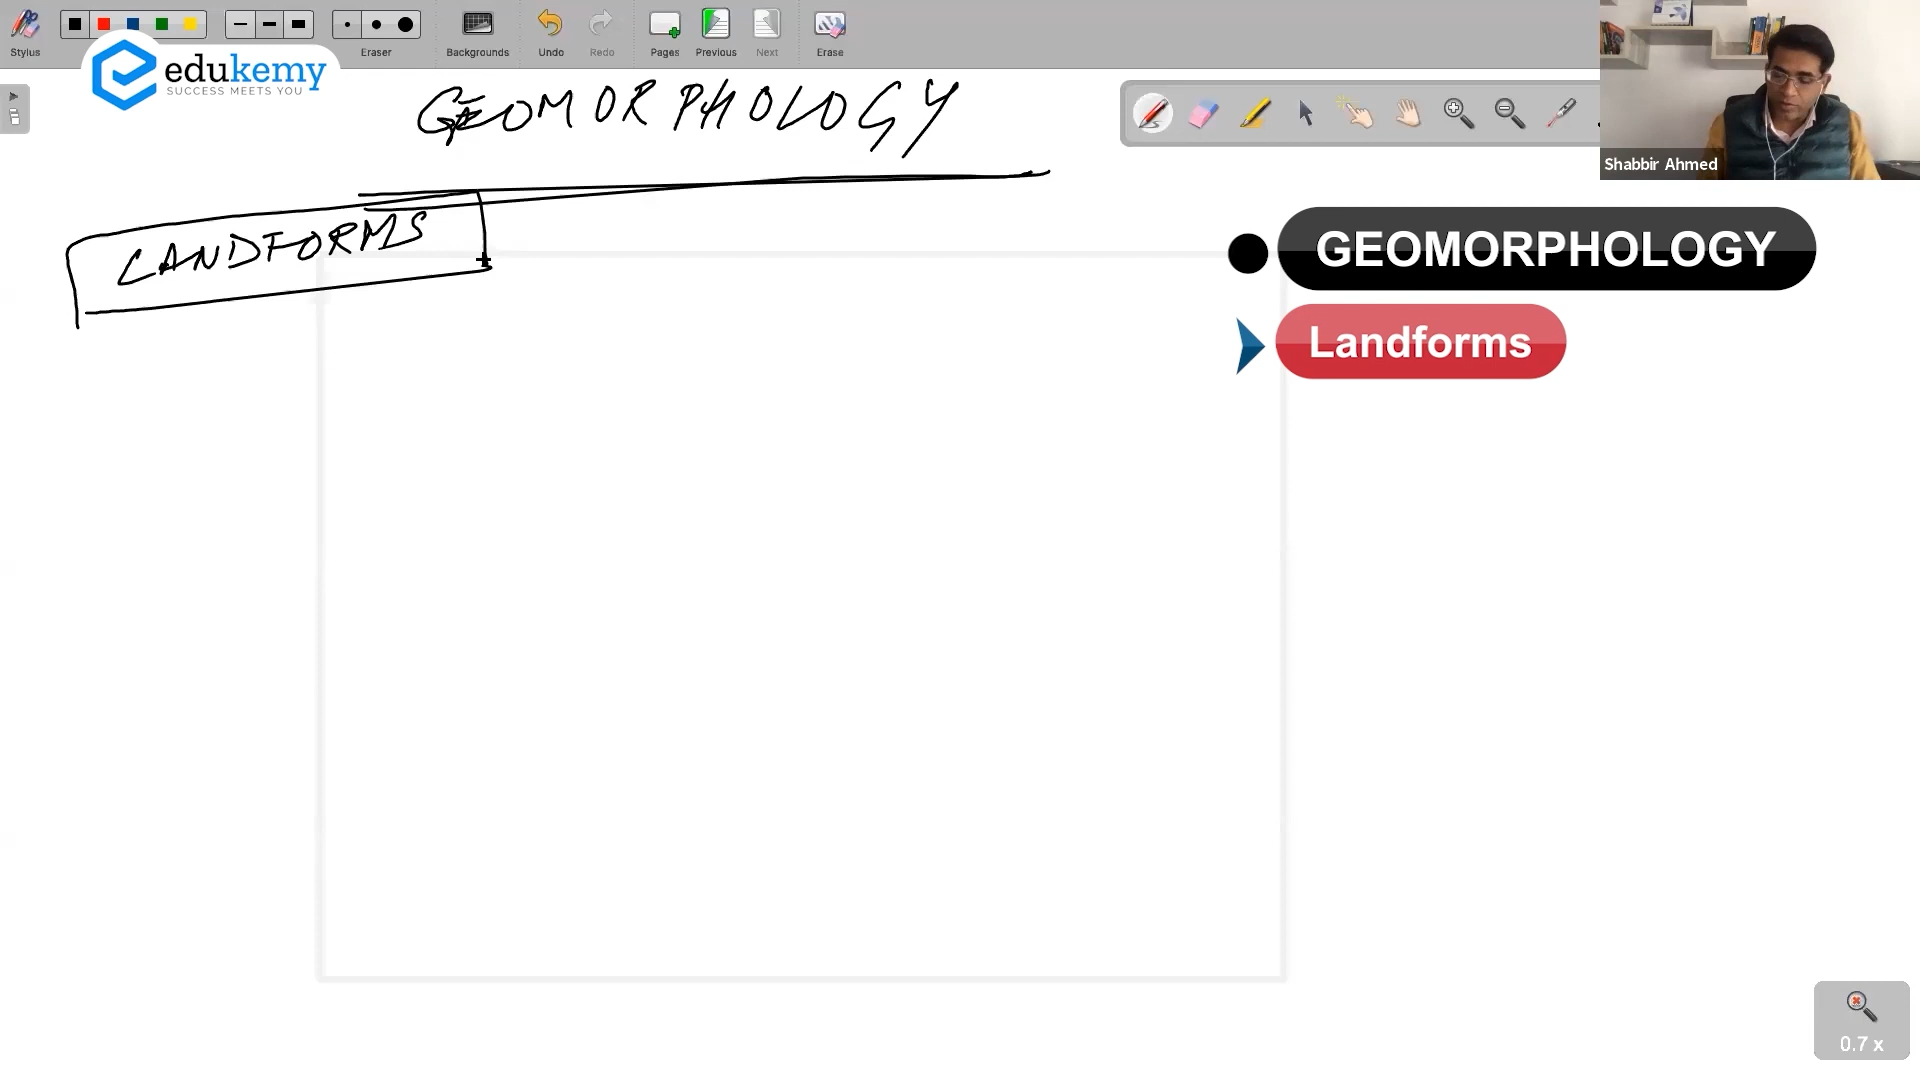 Stylus
Eraser
Backgrounds
Undo
Redo
Pages
Previous
Next
Erase
edukemy
SUCCESS MEETS YOU
GEOMORPHOLOGY
Shabbir Ahmed
LANDFORMS
GEOMORPHOLOGY
Landforms
0.7 x